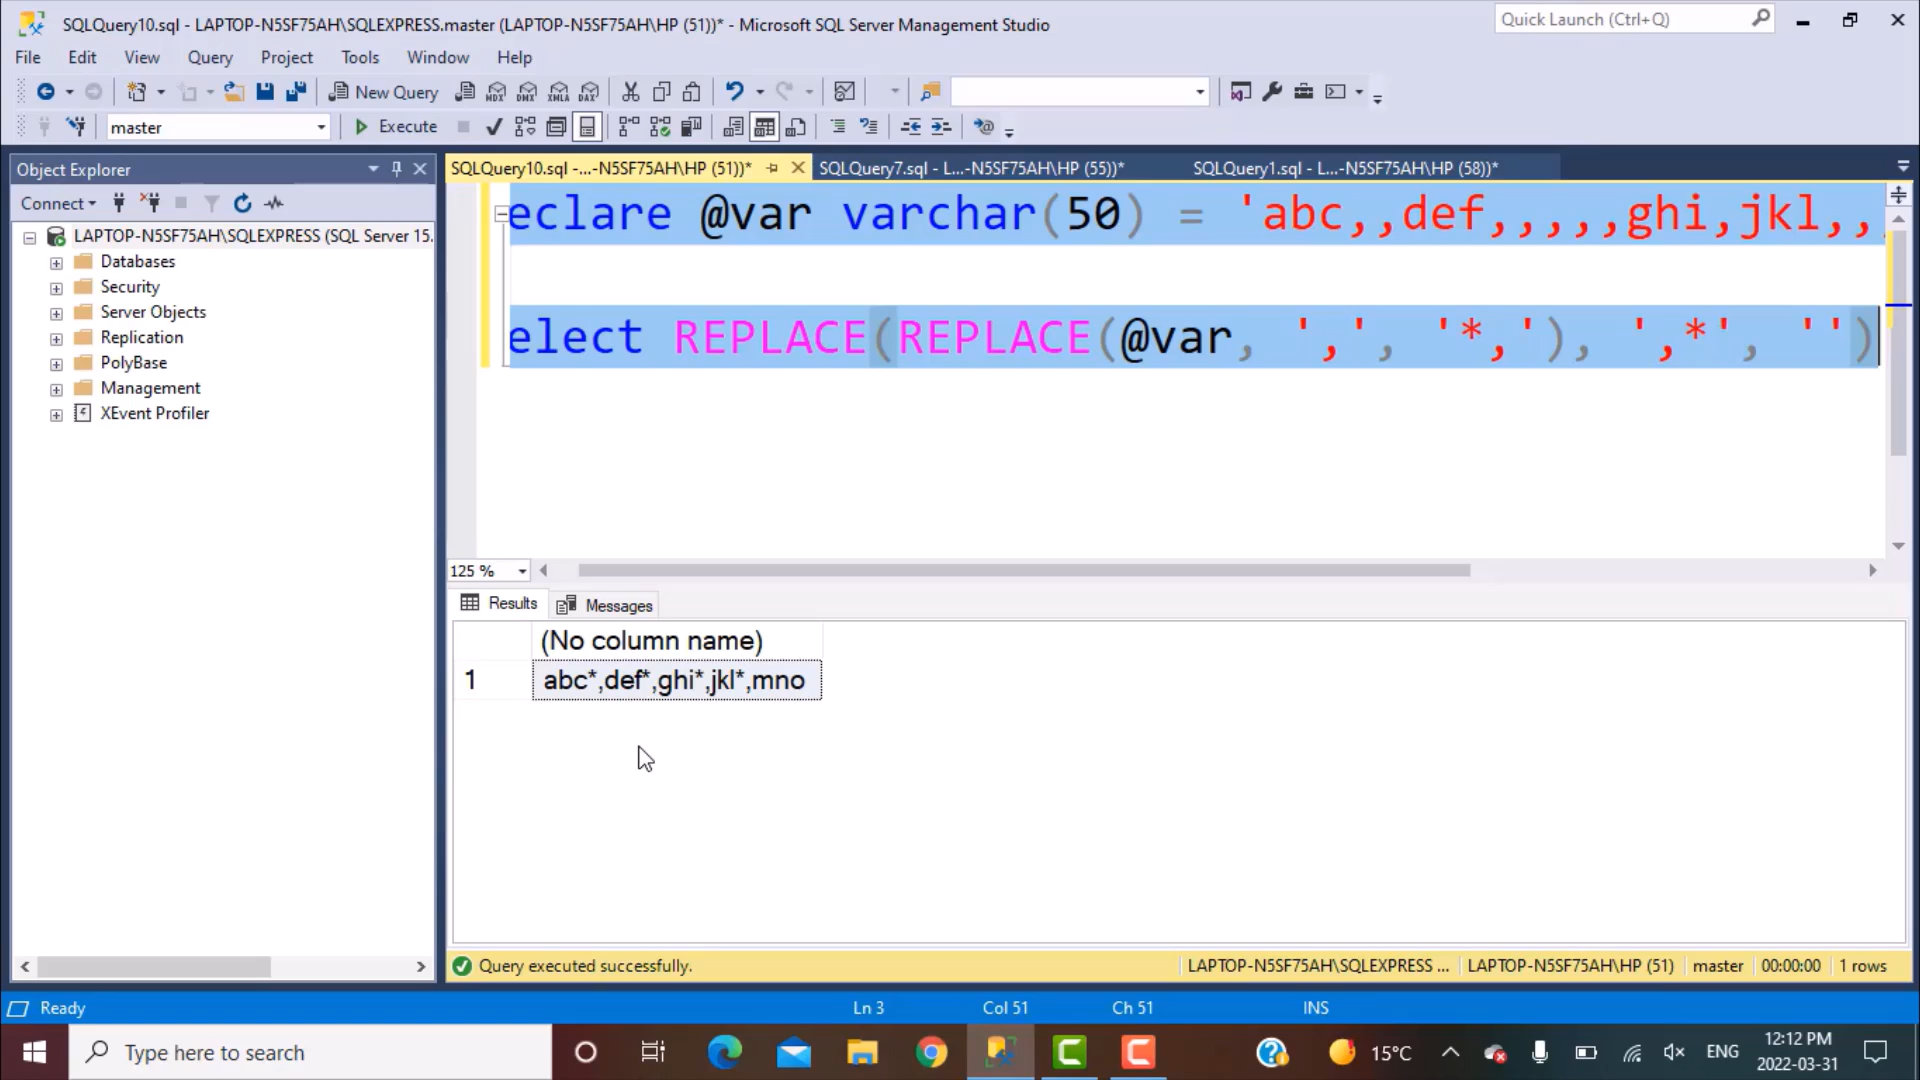 SQLQuery10.sql - LAPTOP-N5SF75AH\SQLEXPRESS.master (LAPTOP-N5SF75AH\HP (51))* - Microsoft SQL Server Management Studio
Quick Launch (Ctrl+Q)
File Edit View Query Project Tools Window Help
New Query
MDX DMX XMLA DAX
master
Execute
Object Explorer
SQLQuery10.sql -...-N5SF75AH\HP (51))*
SQLQuery7.sql - L...-N5SF75AH\HP (55))*
SQLQuery1.sql - L...-N5SF75AH\HP (58))*
Connect
LAPTOP-N5SF75AH\SQLEXPRESS (SQL Server 15.
Databases
Security
Server Objects
Replication
PolyBase
Management
XEvent Profiler
eclare @var varchar(50) = 'abc,,def,,,,,ghi,jkl,,,
elect REPLACE(REPLACE(@var, ',', '*,'), ',*', '')
125 %
Results
Messages
(No column name)
1 abc*,def*,ghi*,jkl*,mno
Query executed successfully.
LAPTOP-N5SF75AH\SQLEXPRESS ...
LAPTOP-N5SF75AH\HP (51)
master
00:00:00
1 rows
Ready
Ln 3
Col 51
Ch 51
INS
Type here to search
15°C
ENG
12:12 PM
2022-03-31